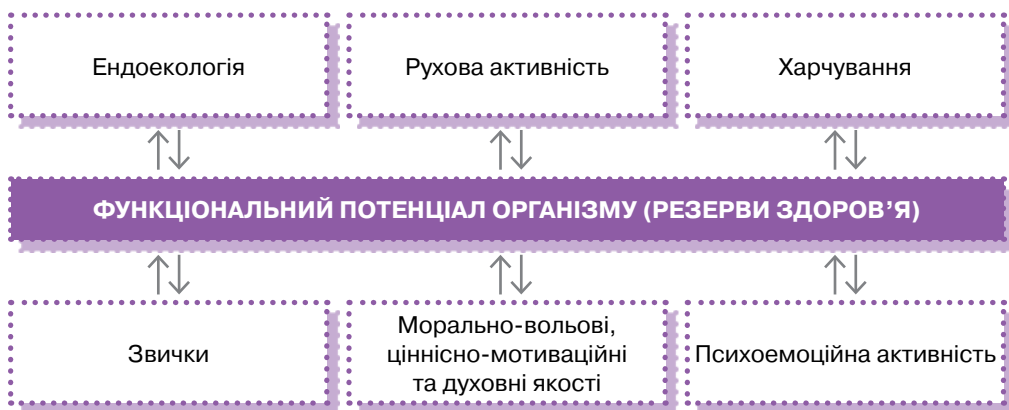 Ендоекологія
Рухова активність
Харчування
ФУНКЦІОНАЛЬНИЙ ПОТЕНЦІАЛ ОРГАНІЗМУ (РЕЗЕРВИ ЗДОРОВ’Я)
Звички
Морально-вольові,
ціннісно-мотиваційні
та духовні якості
Психоемоційна активність